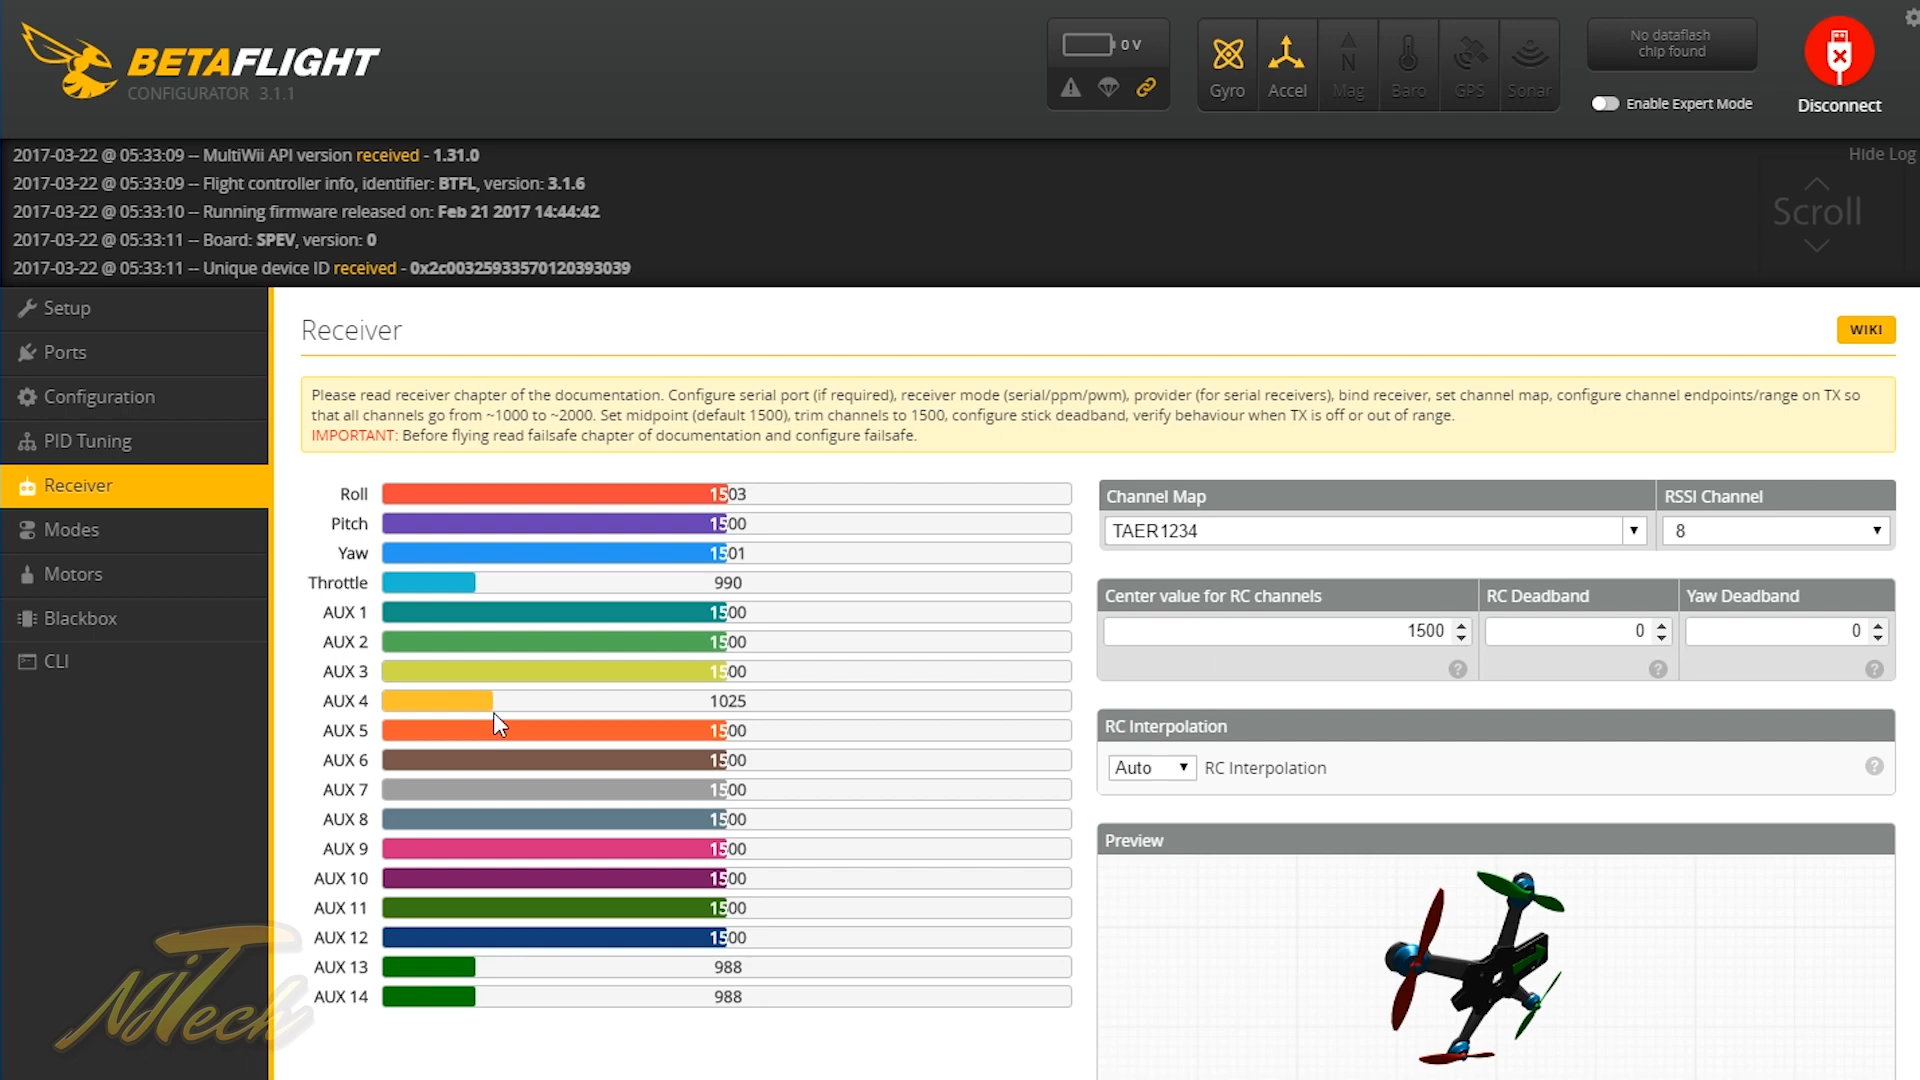 BETAFLIGHT
CONFIGURATOR 3.1.1
0 V
Gyro
Accel
Mag
Baro
GPS
Sonar
No dataflash
chip found
Enable Expert Mode
Disconnect
2017-03-22 @ 05:33:09 -- MultiWii API version received - 1.31.0
2017-03-22 @ 05:33:09 -- Flight controller info, identifier: BTFL, version: 3.1.6
2017-03-22 @ 05:33:10 -- Running firmware released on: Feb 21 2017 14:44:42
2017-03-22 @ 05:33:11 -- Board: SPEV, version: 0
2017-03-22 @ 05:33:11 -- Unique device ID received - 0x2c00325933570120393039
Hide Log
Scroll
Setup
Ports
Configuration
PID Tuning
Receiver
Modes
Motors
Blackbox
CLI
Receiver
WIKI
Please read receiver chapter of the documentation. Configure serial port (if required), receiver mode (serial/ppm/pwm), provider (for serial receivers), bind receiver, set channel map, configure channel endpoints/range on TX so
that all channels go from ~1000 to ~2000. Set midpoint (default 1500), trim channels to 1500, configure stick deadband, verify behaviour when TX is off or out of range.
IMPORTANT: Before flying read failsafe chapter of documentation and configure failsafe.
Roll 1503
Pitch 1500
Yaw 1501
Throttle 990
AUX 1 1500
AUX 2 1500
AUX 3 1500
AUX 4 1025
AUX 5 1500
AUX 6 1500
AUX 7 1500
AUX 8 1500
AUX 9 1500
AUX 10 1500
AUX 11 1500
AUX 12 1500
AUX 13 988
AUX 14 988
Channel Map
RSSI Channel
TAER1234
8
Center value for RC channels
RC Deadband
Yaw Deadband
1500
0
0
RC Interpolation
Auto
RC Interpolation
Preview
NJTech